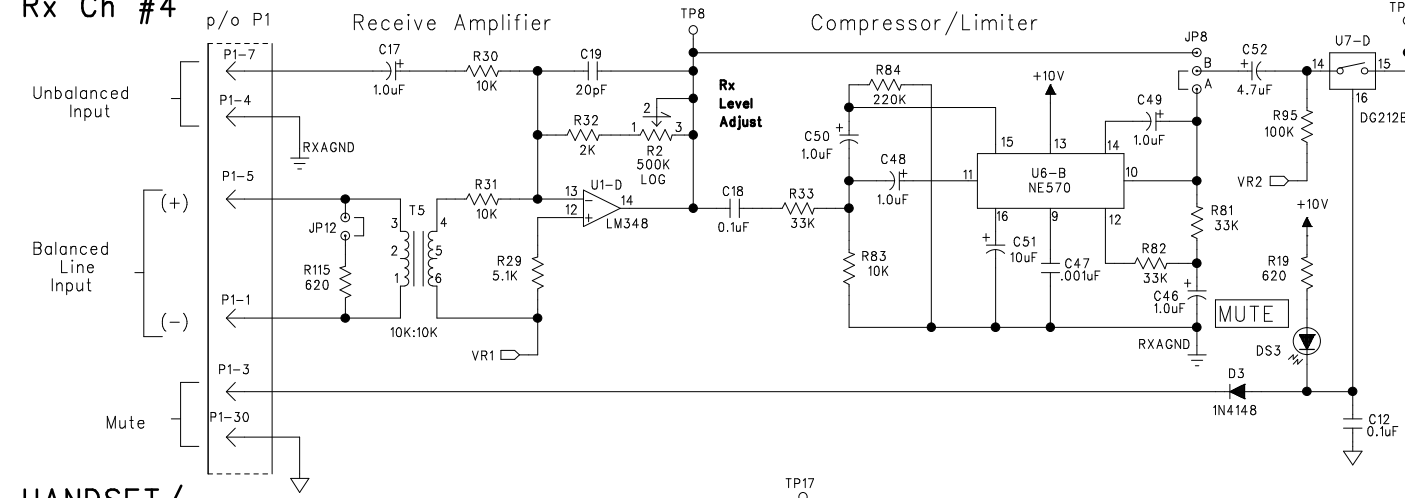 Rx Ch #4
p/o P1
Receive Amplifier
TP8
Compressor/Limiter
TP
P1-7
C17
+
1.0uF
R30
10K
C19
20pF
JP8
B
A
C52
+
4.7uF
U7-D
14
15
16
DG212B
Unbalanced
Input
P1-4
RXAGND
R32
2K
2
1
3
R2
500K
LOG
Rx
Level
Adjust
R84
220K
+10V
C49
+
1.0uF
R95
100K
VR2
C50
+
1.0uF
C48
+
1.0uF
15
13
14
11
U6-B
NE570
10
16
9
12
P1-5
(+)
JP12
R115
620
T5
3
2
1
4
5
6
10K:10K
R31
10K
13
12
U1-D
−
+
14
LM348
C18
0.1uF
R33
33K
R83
10K
C51
+
10uF
C47
.001uF
R82
33K
R81
33K
C46
+
1.0uF
+10V
R19
620
Balanced
Line
Input
R29
5.1K
P1-1
(−)
VR1
RXAGND
MUTE
DS3
P1-3
D3
1N4148
Mute
P1-30
C12
0.1uF
HANDSET/
TP17